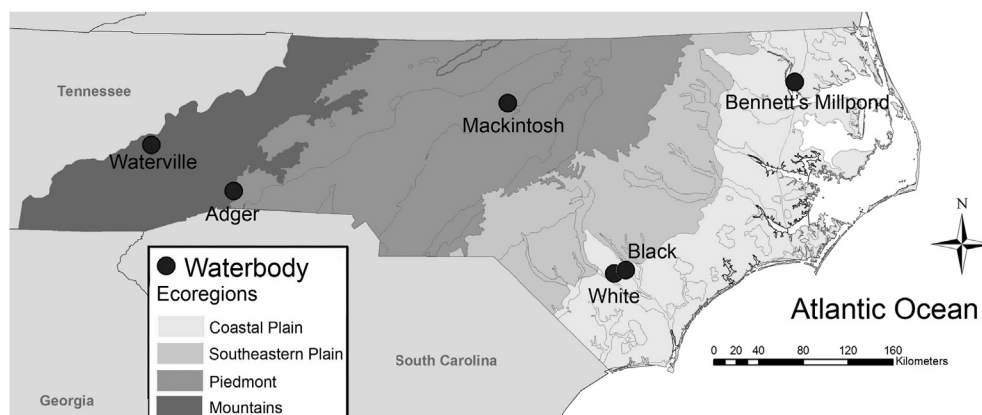 Tennessee
Waterville
Adger
Mackintosh
Bennett's Millpond
Black
White
N
Atlantic Ocean
0 20 40 80 120 160
Kilometers
Waterbody
Ecoregions
Coastal Plain
Southeastern Plain
Piedmont
Mountains
South Carolina
Georgia